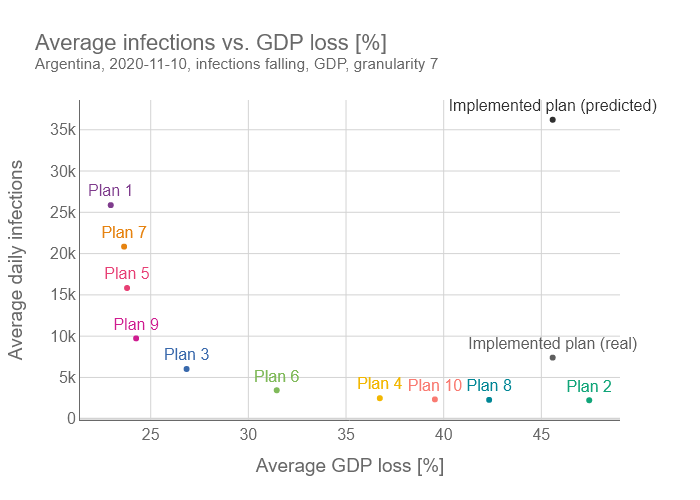 Average infections vs. GDP loss [%]
Argentina, 2020-11-10, infections falling, GDP, granularity 7
Implemented plan (predicted)
35k
30k
Plan 1
25k
Plan 7
20k
Plan 5
15k
Plan 9
10k
Implemented plan (real)
Plan 3
5k
Plan 6
Plan 4 Plan 10 Plan 8 Plan 2
0
25 30 35 40 45
Average GDP loss [%]
Average daily infections